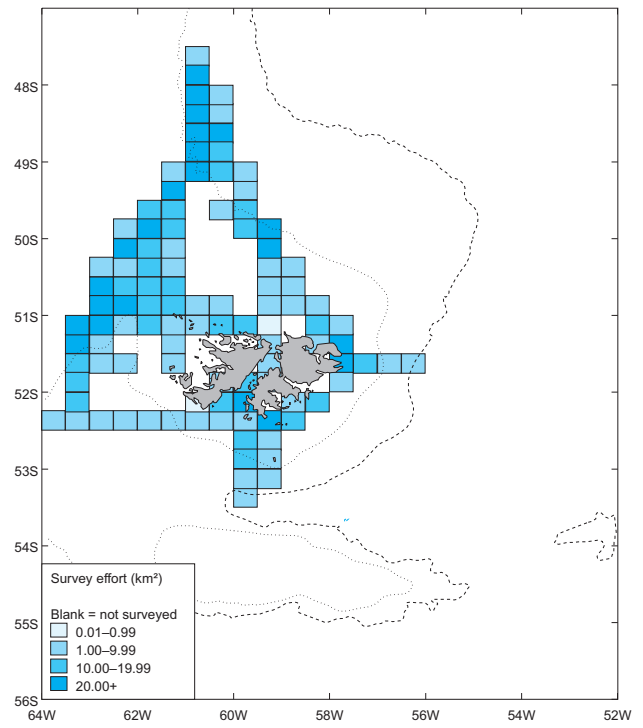 48S
49S
50S
51S
52S
53S
54S
55S
56S
Survey effort (km²)
Blank = not surveyed
0.01–0.99
1.00–9.99
10.00–19.99
20.00+
64W 62W 60W 58W 56W 54W 52W